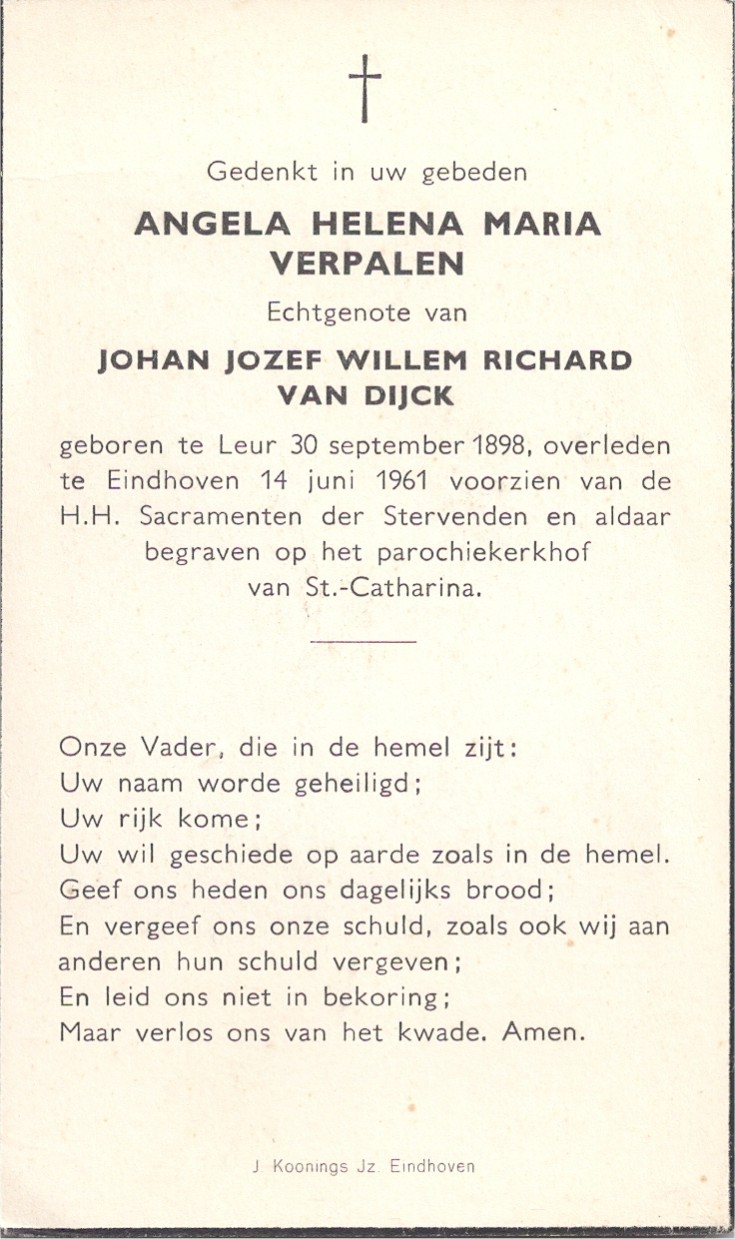 Gedenkt in uw gebeden
ANGELA HELENA MARIA
VERPALEN
Echtgenote van
JOHAN JOZEF WILLEM RICHARD
VAN DIJCK
geboren te Leur 30 september 1898, overleden
te Eindhoven 14 juni 1961 voorzien van de
H.H. Sacramenten der Stervenden en aldaar
begraven op het parochiekerkhof
van St.-Catharina.
Onze Vader, die in de hemel zijt:
Uw naam worde geheiligd;
Uw rijk kome;
Uw wil geschiede op aarde zoals in de hemel.
Geef ons heden ons dagelijks brood;
En vergeef ons onze schuld, zoals ook wij aan
anderen hun schuld vergeven;
En leid ons niet in bekoring;
Maar verlos ons van het kwade. Amen.
J. Koonings Jz. Eindhoven